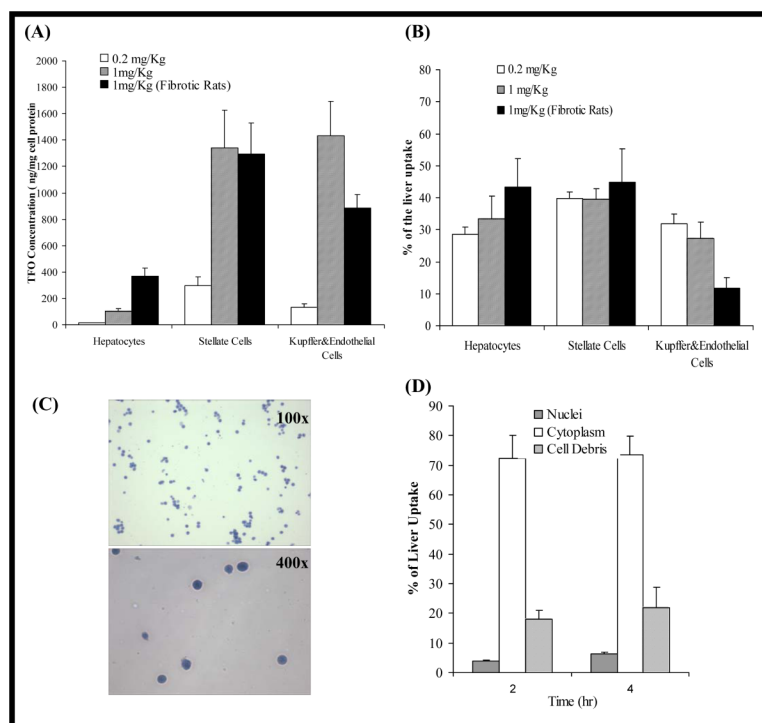 (A)
0.2 mg/Kg
1mg/Kg
1mg/Kg (Fibrotic Rats)
TFO Concentration ( ng/mg cell protein)
2000
1800
1600
1400
1200
1000
800
600
400
200
0
Hepatocytes
Stellate Cells
Kupffer&Endothelial
Cells
(B)
0.2 mg/Kg
1 mg/Kg
1mg/Kg (Fibrotic Rats)
% of the liver uptake
80
70
60
50
40
30
20
10
0
Hepatocytes
Stellate Cells
Kupffer&Endothelial
Cells
(C)
100x
400x
(D)
Nuclei
Cytoplasm
Cell Debris
% of Liver Uptake
90
80
70
60
50
40
30
20
10
0
2
4
Time (hr)